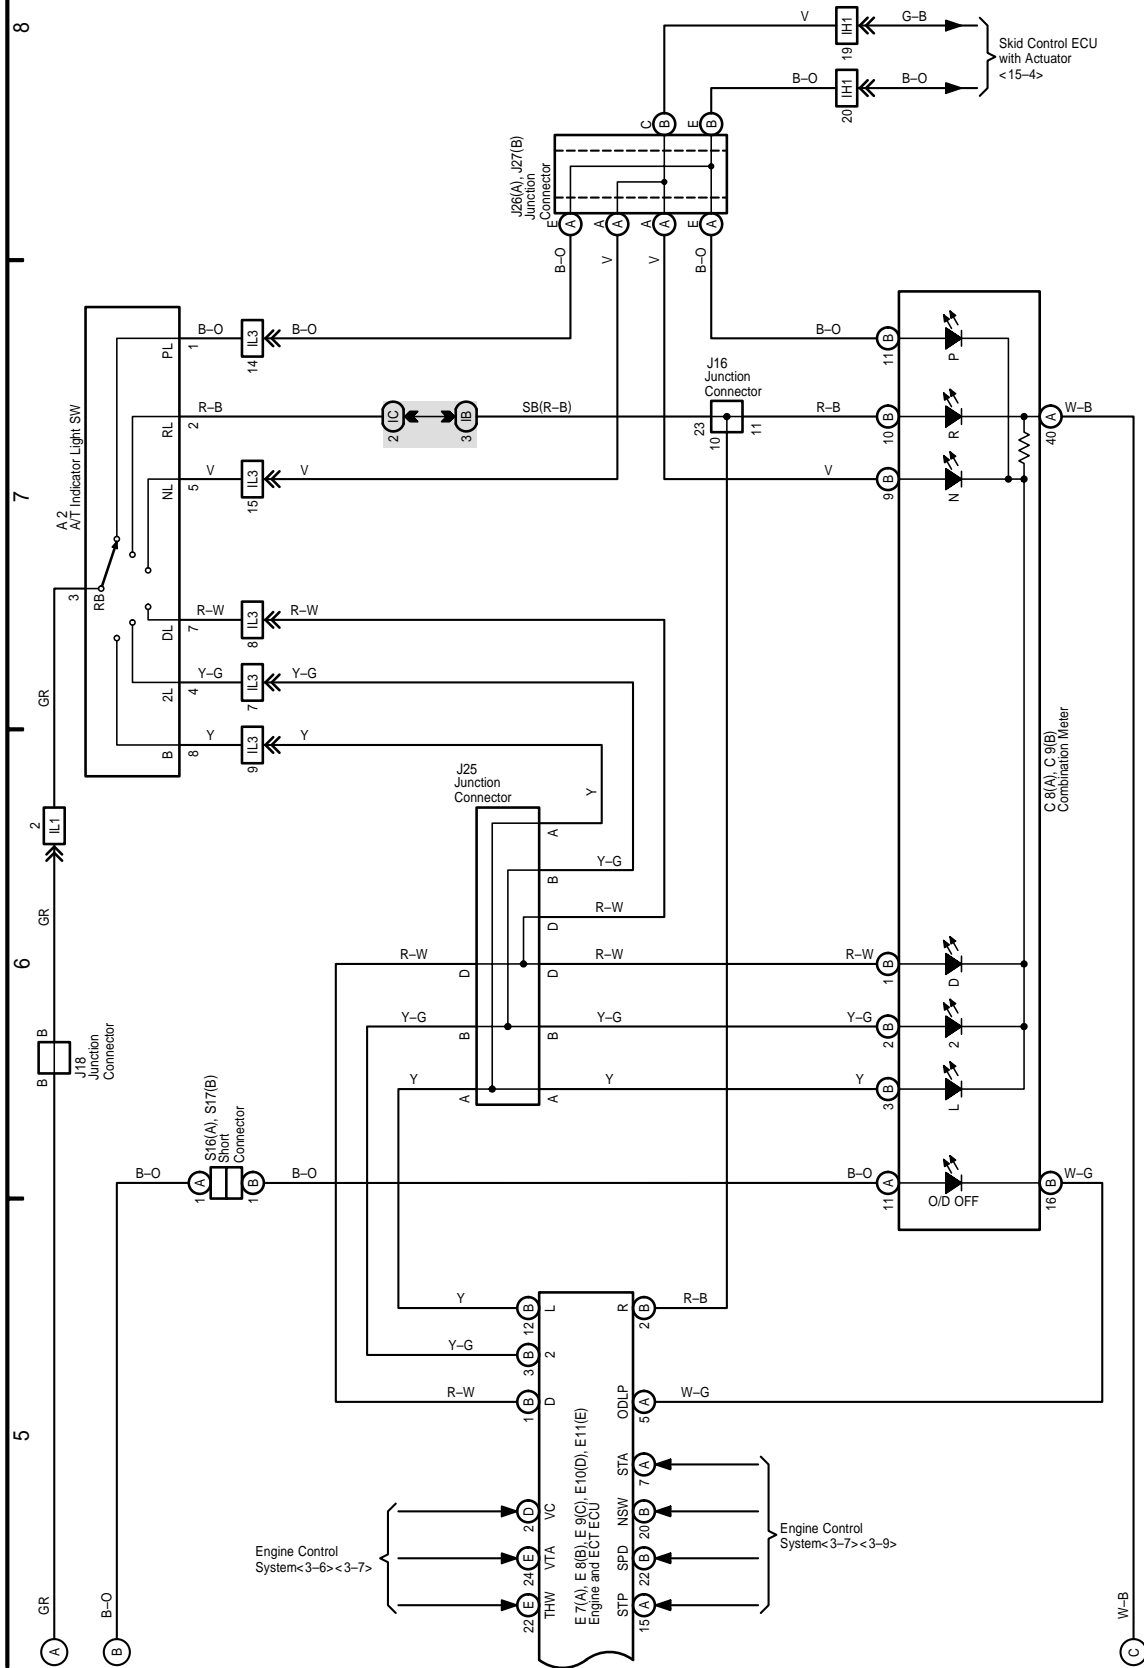 8
V
IH1
19
G–B
B–O
IH1
20
B–O
Skid Control ECU
with Actuator
<15–4>
C
B
E
B
J26(A), J27(B)
Junction
Connector
E
A
A
A
A
A
E
A
B–O
V
V
B–O
7
A 2
A/T Indicator Light SW
PL
1
B–O
IL3
14
B–O
RL
2
R–B
IC
2
IB
3
SB(R–B)
J16
Junction
Connector
23
10
11
NL
5
V
IL3
15
V
3
RB
DL
7
R–W
IL3
8
R–W
2L
4
Y–G
IL3
7
Y–G
B
8
Y
IL3
9
Y
B–O
B
11
P
R–B
B
10
R
V
B
9
N
A
40
W–B
C 8(A), C 9(B)
Combination Meter
GR
2
IL1
GR
6
J25
Junction
Connector
Y
A
Y–G
B
R–W
D
R–W
D
D
R–W
R–W
B
1
D
Y–G
B
B
Y–G
Y–G
B
2
2
Y
A
A
Y
Y
B
3
L
B
B
J18
Junction
Connector
S16(A), S17(B)
Short
Connector
B–O
A
1
B
1
B–O
B–O
A
11
O/D OFF
B
16
W–G
5
Y
B
12
L
Y–G
B
3
2
R–W
B
1
D
R
B
2
R–B
ODLP
A
5
W–G
E 7(A), E 8(B), E 9(C), E10(D), E11(E)
Engine and ECT ECU
STA
A
7
NSW
B
20
SPD
B
22
STP
A
15
Engine Control
System<3–7><3–9>
Engine Control
System<3–6><3–7>
D
2
VC
E
24
VTA
E
22
THW
GR
A
B–O
B
W–B
C